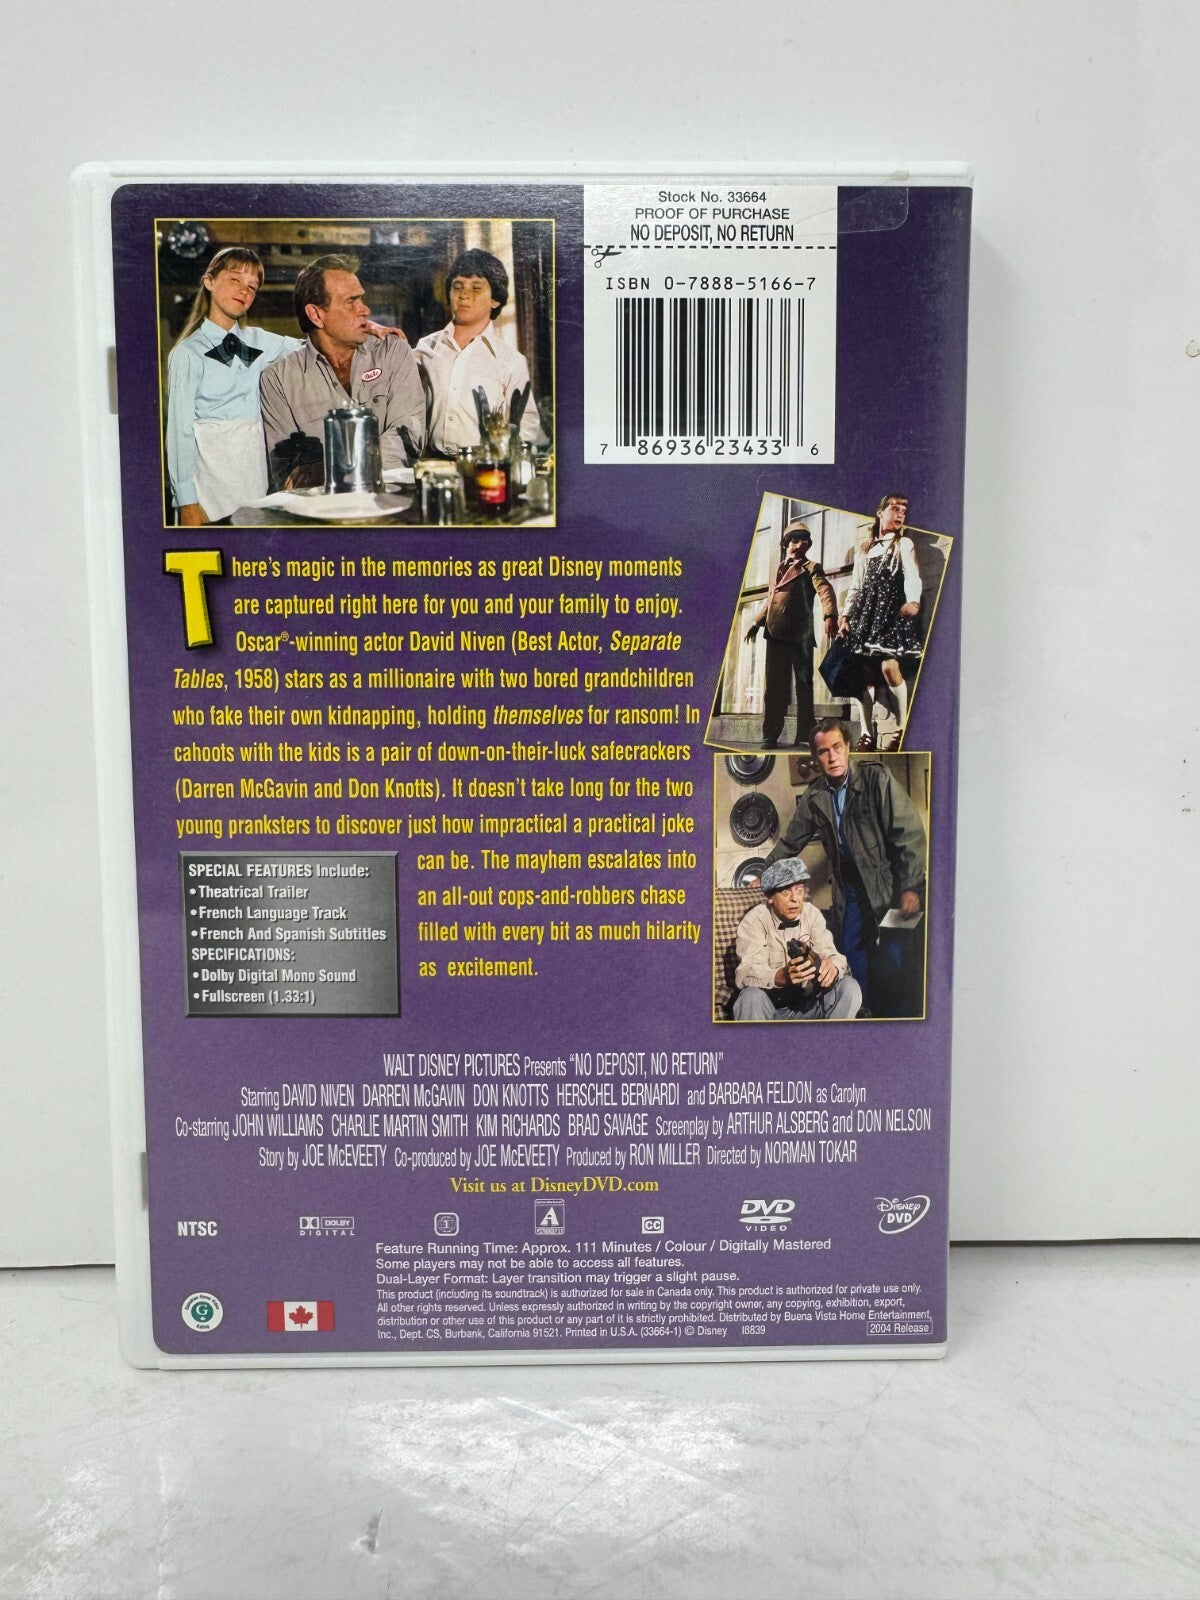 Stock No. 33664
PROOF OF PURCHASE
NO DEPOSIT, NO RETURN
ISBN 0-7888-5166-7
7 86936 23433 6
There's magic in the memories as great Disney moments
are captured right here for you and your family to enjoy.
Oscar®-winning actor David Niven (Best Actor, Separate
Tables, 1958) stars as a millionaire with two bored grandchildren
who fake their own kidnapping, holding themselves for ransom! In
cahoots with the kids is a pair of down-on-their-luck safecrackers
(Darren McGavin and Don Knotts). It doesn't take long for the two
young pranksters to discover just how impractical a practical joke
can be. The mayhem escalates into
an all-out cops-and-robbers chase
filled with every bit as much hilarity
as excitement.
SPECIAL FEATURES Include:
• Theatrical Trailer
• French Language Track
• French And Spanish Subtitles
SPECIFICATIONS:
• Dolby Digital Mono Sound
• Fullscreen (1.33:1)
WALT DISNEY PICTURES Presents "NO DEPOSIT, NO RETURN"
Starring DAVID NIVEN DARREN McGAVIN DON KNOTTS HERSCHEL BERNARDI and BARBARA FELDON as Carolyn
Co-starring JOHN WILLIAMS CHARLIE MARTIN SMITH KIM RICHARDS BRAD SAVAGE Screenplay by ARTHUR ALSBERG and DON NELSON
Story by JOE McEVEETY Co-produced by JOE McEVEETY Produced by RON MILLER Directed by NORMAN TOKAR
Visit us at DisneyDVD.com
NTSC
DOLBY
DIGITAL
1
A
CC
DVD
VIDEO
Disney
DVD
Feature Running Time: Approx. 111 Minutes / Colour / Digitally Mastered
Some players may not be able to access all features.
Dual-Layer Format: Layer transition may trigger a slight pause.
This product (including its soundtrack) is authorized for sale in Canada only. This product is authorized for private use only.
All other rights reserved. Unless expressly authorized in writing by the copyright owner, any copying, exhibition, export,
distribution or other use of this product or any part of it is strictly prohibited. Distributed by Buena Vista Home Entertainment,
Inc., Dept. CS, Burbank, California 91521. Printed in U.S.A. (33664-1) © Disney I8839
2004 Release
G